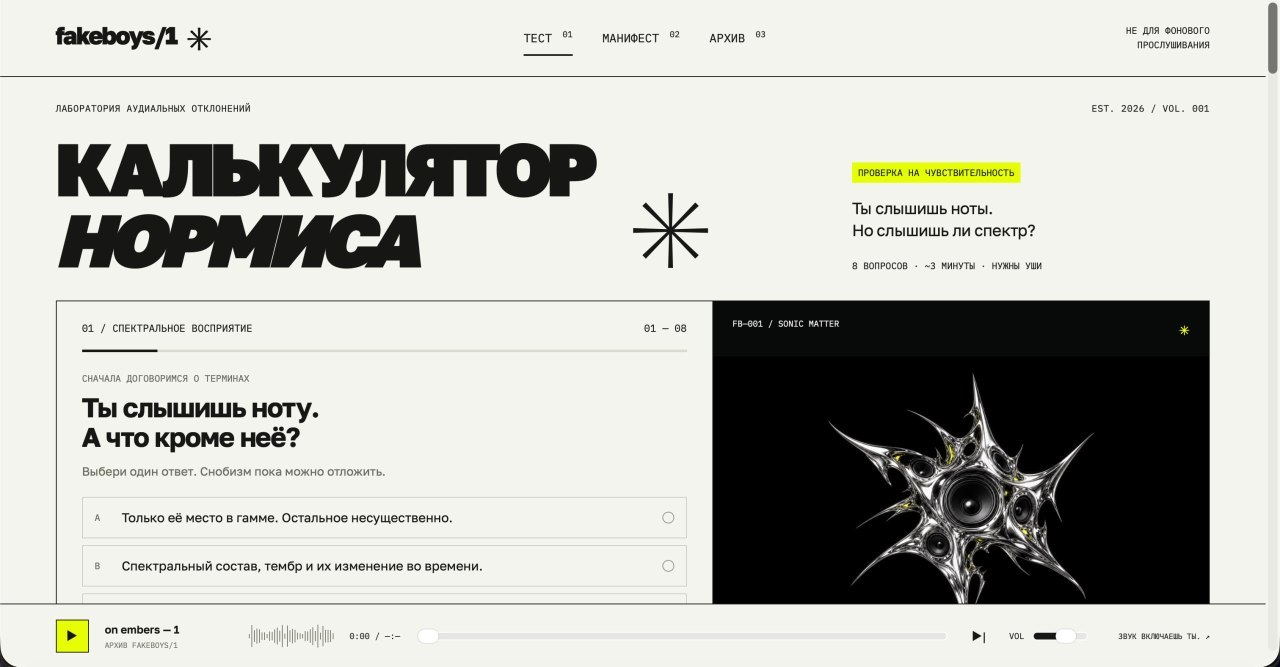 fakeboys/1
ТЕСТ 01
МАНИФЕСТ 02
АРХИВ 03
НЕ ДЛЯ ФОНОВОГО
ПРОСЛУШИВАНИЯ
ЛАБОРАТОРИЯ АУДИАЛЬНЫХ ОТКЛОНЕНИЙ
EST. 2026 / VOL. 001
КАЛЬКУЛЯТОР
НОРМИСА
ПРОВЕРКА НА ЧУВСТВИТЕЛЬНОСТЬ
Ты слышишь ноты.
Но слышишь ли спектр?
8 ВОПРОСОВ · ~3 МИНУТЫ · НУЖНЫ УШИ
01 / СПЕКТРАЛЬНОЕ ВОСПРИЯТИЕ
01 — 08
СНАЧАЛА ДОГОВОРИМСЯ О ТЕРМИНАХ
Ты слышишь ноту.
А что кроме неё?
Выбери один ответ. Снобизм пока можно отложить.
A Только её место в гамме. Остальное несущественно.
B Спектральный состав, тембр и их изменение во времени.
FB—001 / SONIC MATTER
on embers — 1
АРХИВ FAKEBOYS/1
0:00 / —:—
VOL
ЗВУК ВКЛЮЧАЕШЬ ТЫ. ↗